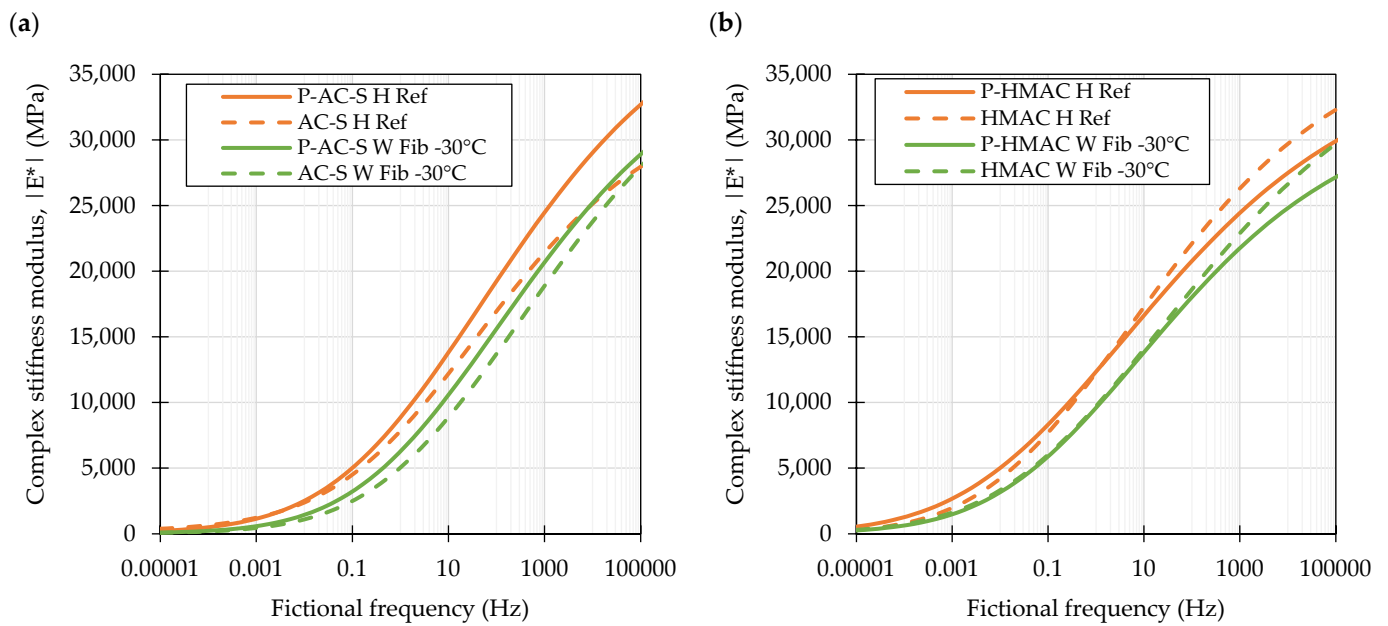 (a)
Complex stiffness modulus, |E*| (MPa)
35,000
30,000
25,000
20,000
15,000
10,000
5,000
0
P-AC-S H Ref
AC-S H Ref
P-AC-S W Fib -30°C
AC-S W Fib -30°C
0.00001 0.001 0.1 10 1000 100000
Fictional frequency (Hz)
(b)
Complex stiffness modulus, |E*| (MPa)
35,000
30,000
25,000
20,000
15,000
10,000
5,000
0
P-HMAC H Ref
HMAC H Ref
P-HMAC W Fib -30°C
HMAC W Fib -30°C
0.00001 0.001 0.1 10 1000 100000
Fictional frequency (Hz)